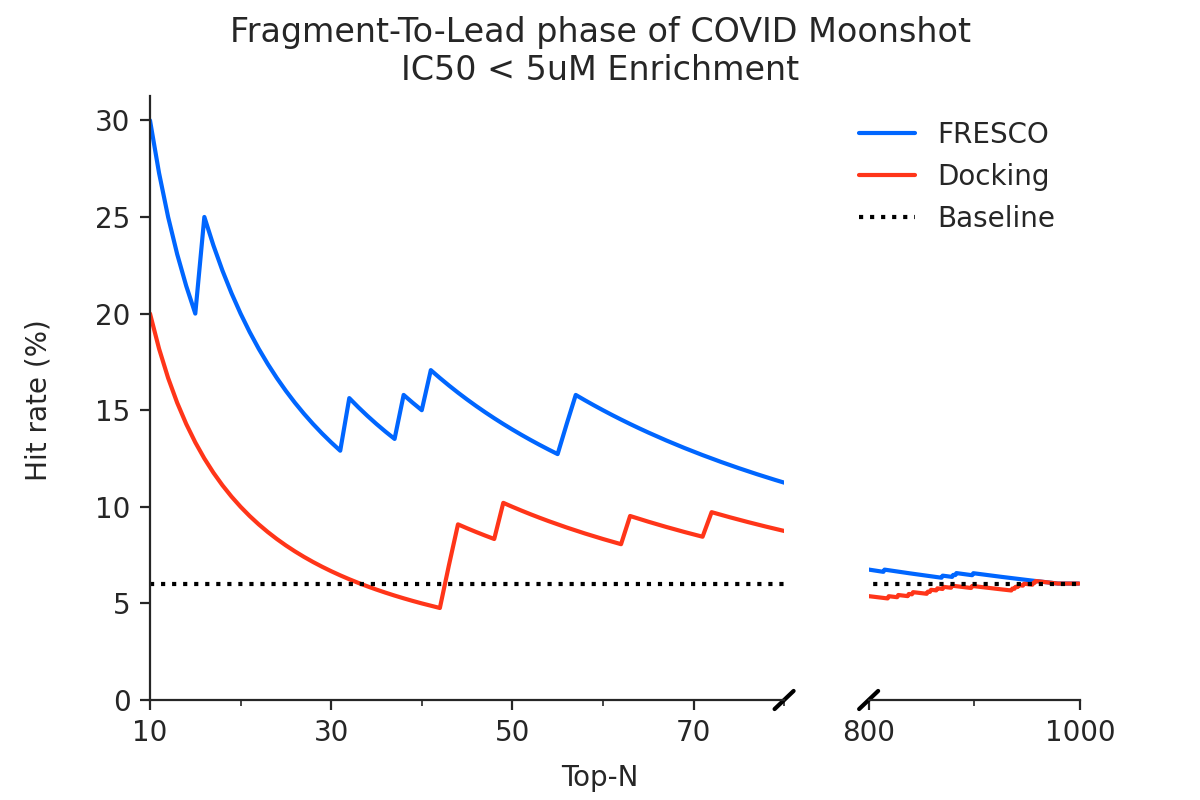 Fragment-To-Lead phase of COVID Moonshot
IC50 < 5uM Enrichment
FRESCO
Docking
Baseline
Hit rate (%)
30
25
20
15
10
5
0
10 30 50 70 800 1000
Top-N